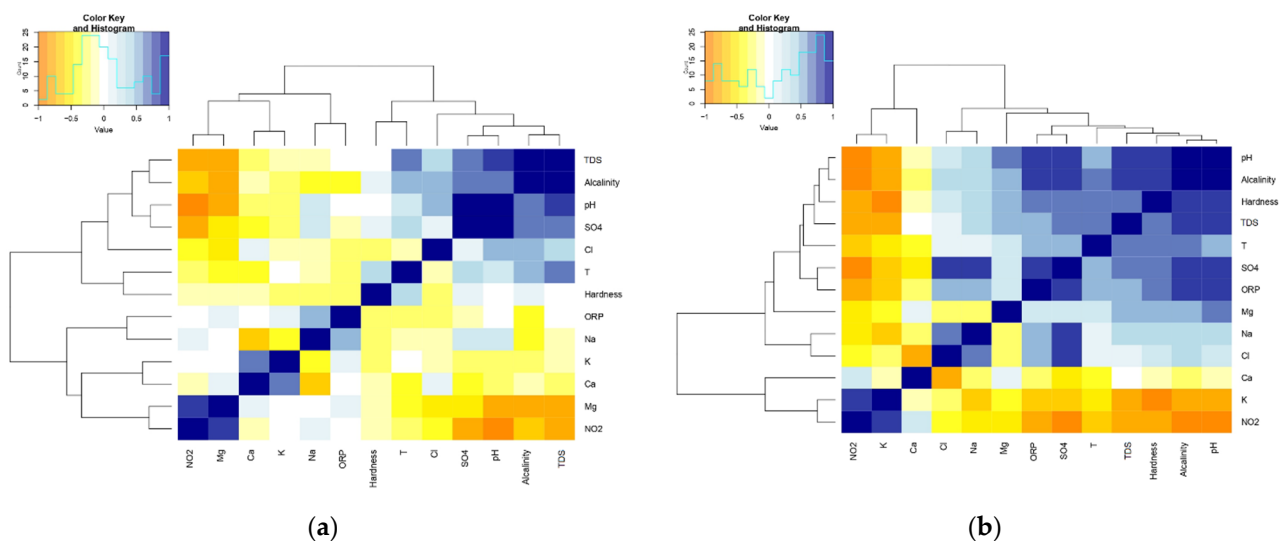 Color Key
and Histogram
Count
0 5 10 15 20 25
-1 -0.5 0 0.5 1
Value
TDS
Alcalinity
pH
SO4
Cl
T
Hardness
ORP
Na
K
Ca
Mg
NO2
NO2 Mg Ca K Na ORP Hardness T Cl SO4 pH Alcalinity TDS
(a)
Color Key
and Histogram
Count
0 5 10 15 20 25
-1 -0.5 0 0.5 1
Value
pH
Alcalinity
Hardness
TDS
T
SO4
ORP
Mg
Na
Cl
Ca
K
NO2
NO2 K Ca Cl Na Mg ORP SO4 T TDS Hardness Alcalinity pH
(b)